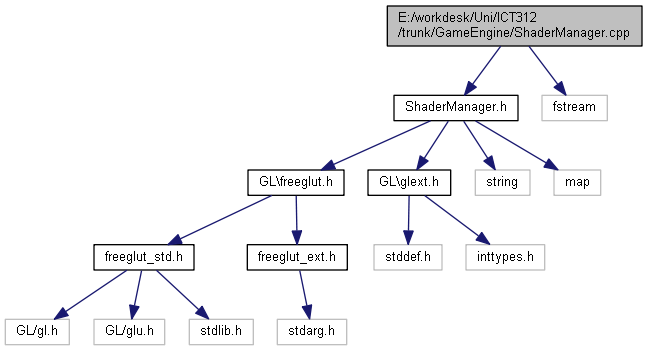 E:/workdesk/Uni/ICT312
/trunk/GameEngine/ShaderManager.cpp
ShaderManager.h
fstream
GL\freeglut.h
GL\glext.h
string
map
freeglut_std.h
freeglut_ext.h
stddef.h
inttypes.h
GL/gl.h
GL/glu.h
stdlib.h
stdarg.h